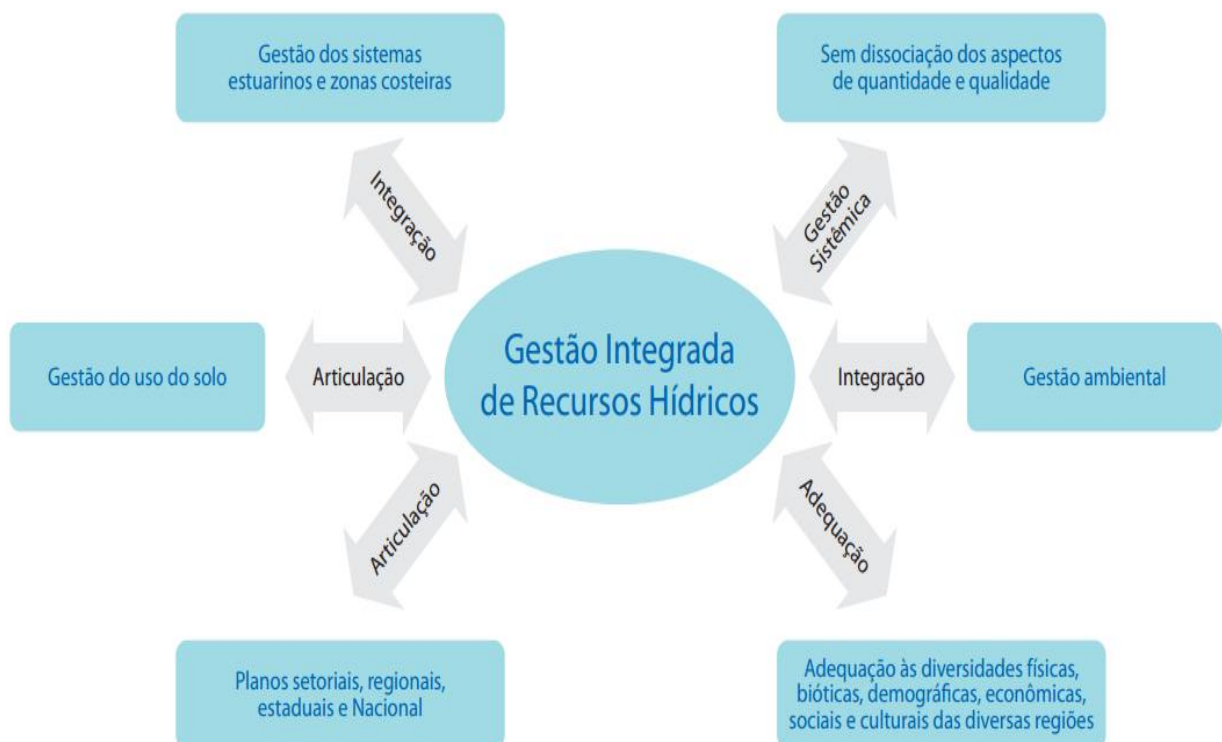 Gestão dos sistemas
estuarinos e zonas costeiras
Sem dissociação dos aspectos
de quantidade e qualidade
Integração
Gestão
Sistêmica
Gestão do uso do solo
Articulação
Gestão Integrada
de Recursos Hídricos
Integração
Gestão ambiental
Articulação
Adequação
Planos setoriais, regionais,
estaduais e Nacional
Adequação às diversidades físicas,
bióticas, demográficas, econômicas,
sociais e culturais das diversas regiões